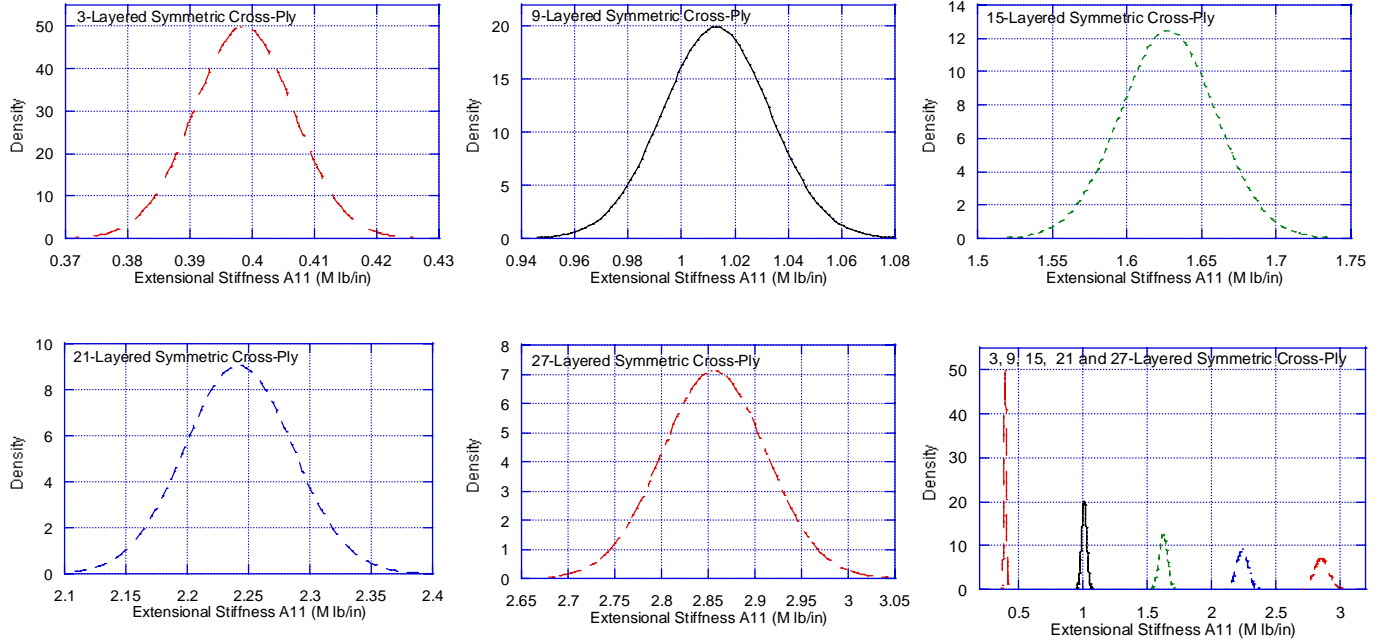 3-Layered Symmetric Cross-Ply
50
40
30
20
10
0
Density
0.37 0.38 0.39 0.4 0.41 0.42 0.43
Extensional Stiffness A11 (M lb/in)
9-Layered Symmetric Cross-Ply
20
15
10
5
0
Density
0.94 0.96 0.98 1 1.02 1.04 1.06 1.08
Extensional Stiffness A11 (M lb/in)
15-Layered Symmetric Cross-Ply
14
12
10
8
6
4
2
0
Density
1.5 1.55 1.6 1.65 1.7 1.75
Extensional Stiffness A11 (M lb/in)
21-Layered Symmetric Cross-Ply
10
8
6
4
2
0
Density
2.1 2.15 2.2 2.25 2.3 2.35 2.4
Extensional Stiffness A11 (M lb/in)
27-Layered Symmetric Cross-Ply
8
7
6
5
4
3
2
1
0
Density
2.65 2.7 2.75 2.8 2.85 2.9 2.95 3 3.05
Extensional Stiffness A11 (M lb/in)
3, 9, 15, 21 and 27-Layered Symmetric Cross-Ply
50
40
30
20
10
0
Density
0.5 1 1.5 2 2.5 3
Extensional Stiffness A11 (M lb/in)